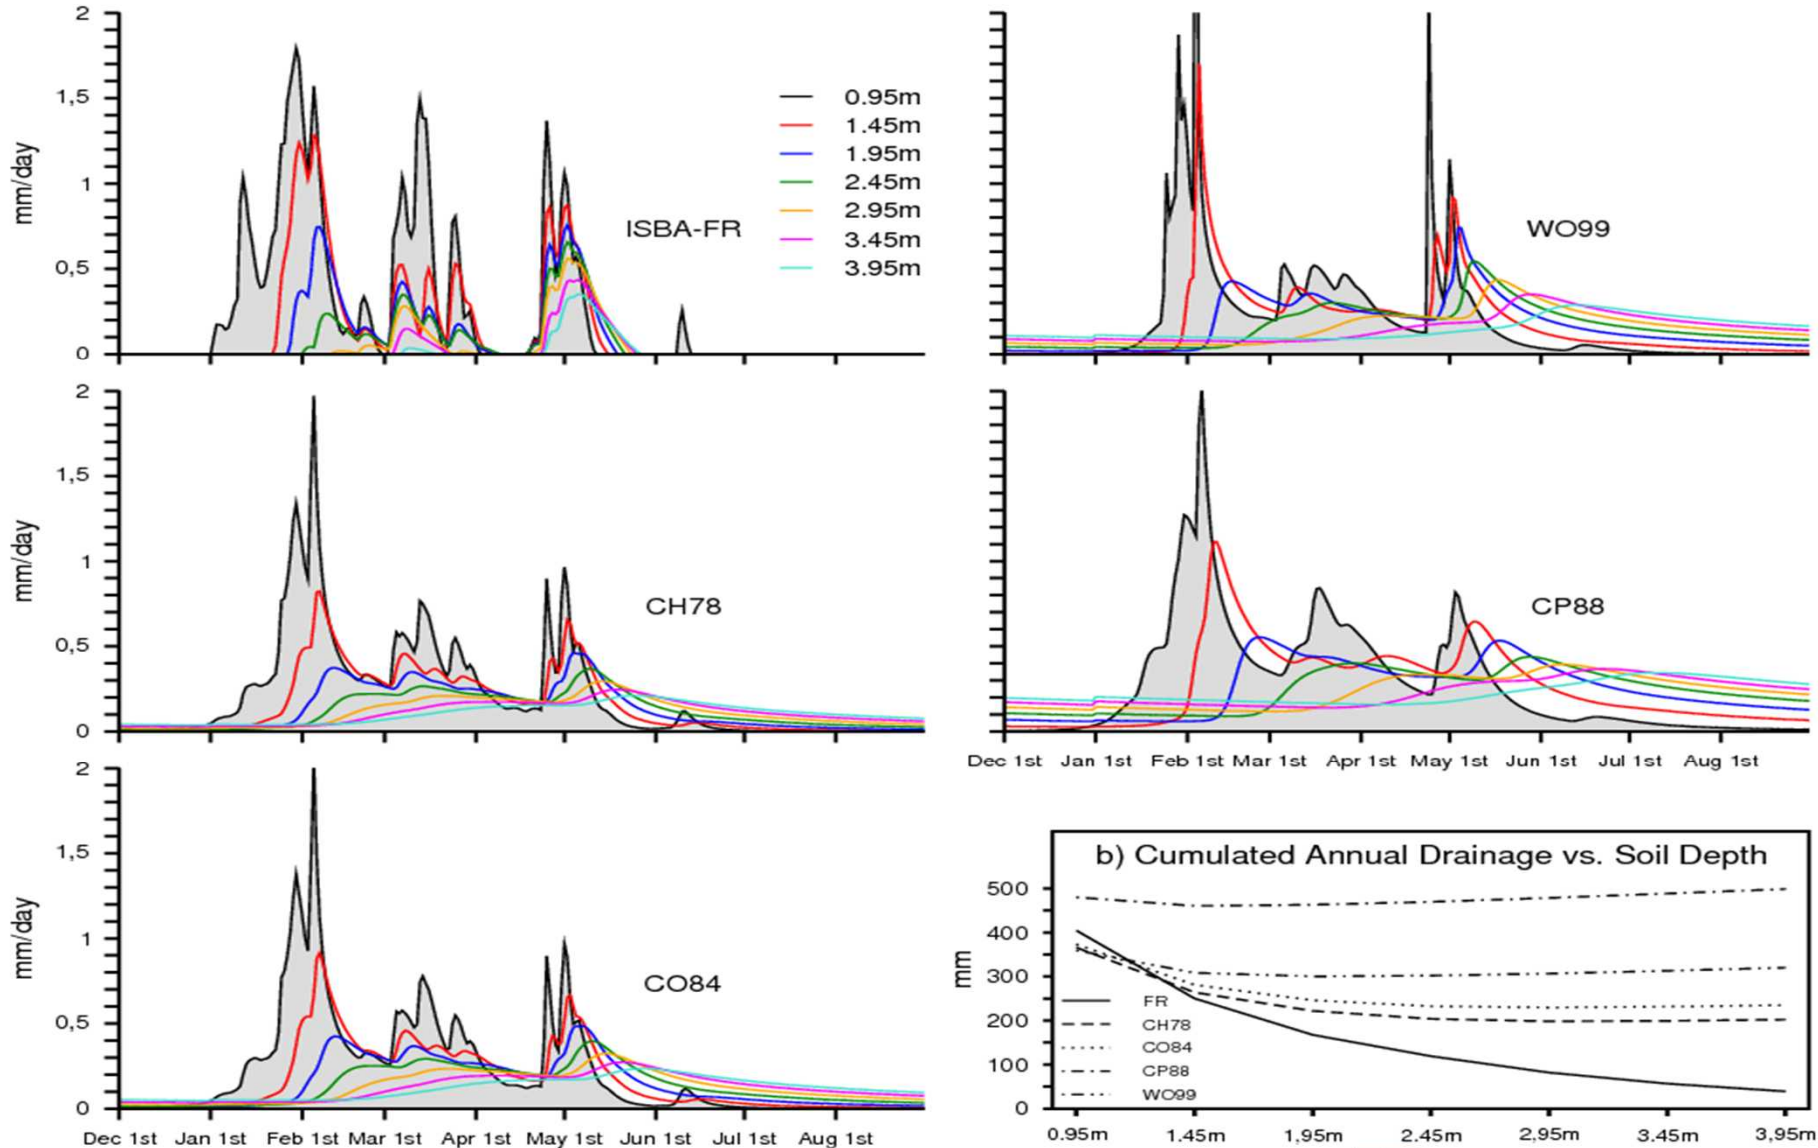 2
1,5
1
0,5
0
mm/day
0.95m
1.45m
1.95m
2.45m
2.95m
3.45m
3.95m
ISBA-FR
WO99
2
1,5
1
0,5
0
mm/day
CH78
CP88
Dec 1st Jan 1st Feb 1st Mar 1st Apr 1st May 1st Jun 1st Jul 1st Aug 1st
2
1,5
1
0,5
0
mm/day
CO84
Dec 1st Jan 1st Feb 1st Mar 1st Apr 1st May 1st Jun 1st Jul 1st Aug 1st
b) Cumulated Annual Drainage vs. Soil Depth
500
400
300
200
100
0
mm
FR
CH78
CO84
CP88
WO99
0.95m 1.45m 1,95m 2.45m 2,95m 3.45m 3,95m